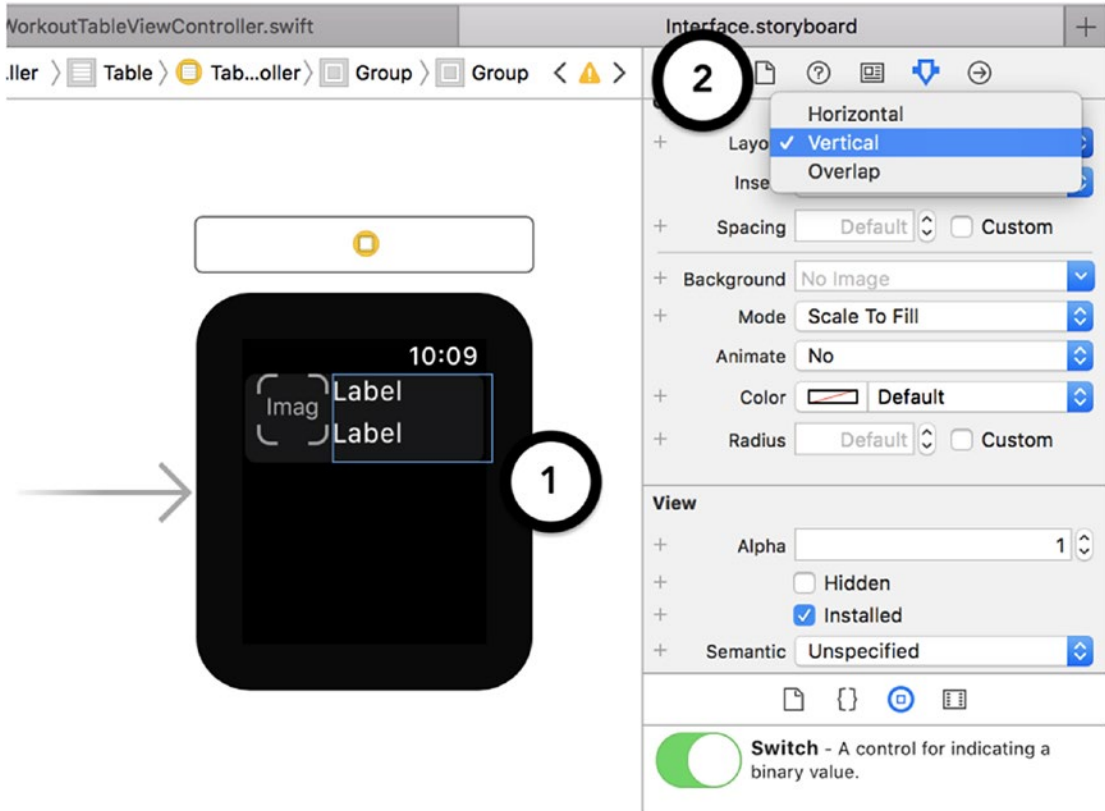 WorkoutTableViewController.swift
Interface.storyboard
ller Table Tab...oller Group Group
2
Horizontal
Layo Vertical
Overlap
Inse
Spacing Default Custom
Background No Image
Mode Scale To Fill
Animate No
Color Default
Radius Default Custom
10:09
Imag
Label
Label
1
View
Alpha 1
Hidden
Installed
Semantic Unspecified
Switch - A control for indicating a
binary value.